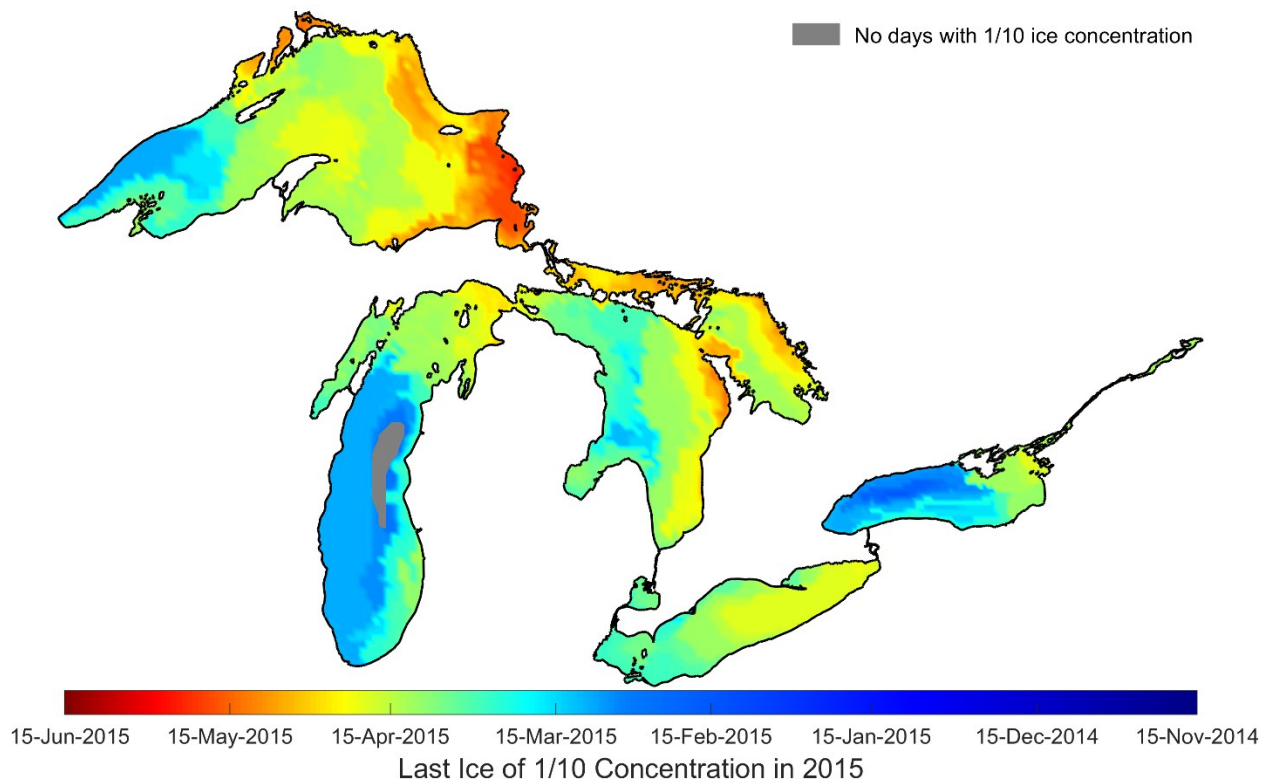 No days with 1/10 ice concentration
15-Jun-2015 15-May-2015 15-Apr-2015 15-Mar-2015 15-Feb-2015 15-Jan-2015 15-Dec-2014 15-Nov-2014
Last Ice of 1/10 Concentration in 2015